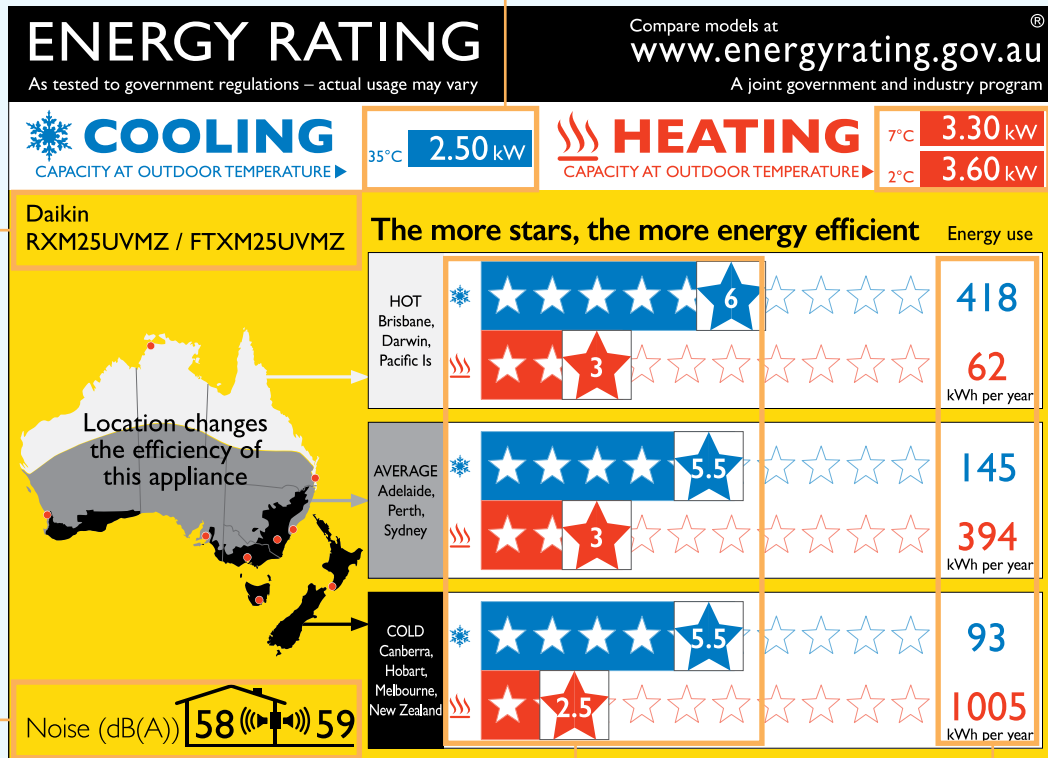 ENERGY RATING
As tested to government regulations – actual usage may vary
Compare models at
www.energyrating.gov.au
®
A joint government and industry program
COOLING
CAPACITY AT OUTDOOR TEMPERATURE ▶
35°C 2.50 kW
HEATING
CAPACITY AT OUTDOOR TEMPERATURE ▶
7°C 3.30 kW
2°C 3.60 kW
Daikin
RXM25UVMZ / FTXM25UVMZ
The more stars, the more energy efficient
Energy use
Location changes
the efficiency of
this appliance
HOT
Brisbane,
Darwin,
Pacific Is
6
418
3
62
kWh per year
AVERAGE
Adelaide,
Perth,
Sydney
5.5
145
3
394
kWh per year
COLD
Canberra,
Hobart,
Melbourne,
New Zealand
5.5
93
2.5
1005
kWh per year
Noise (dB(A)) 58 59